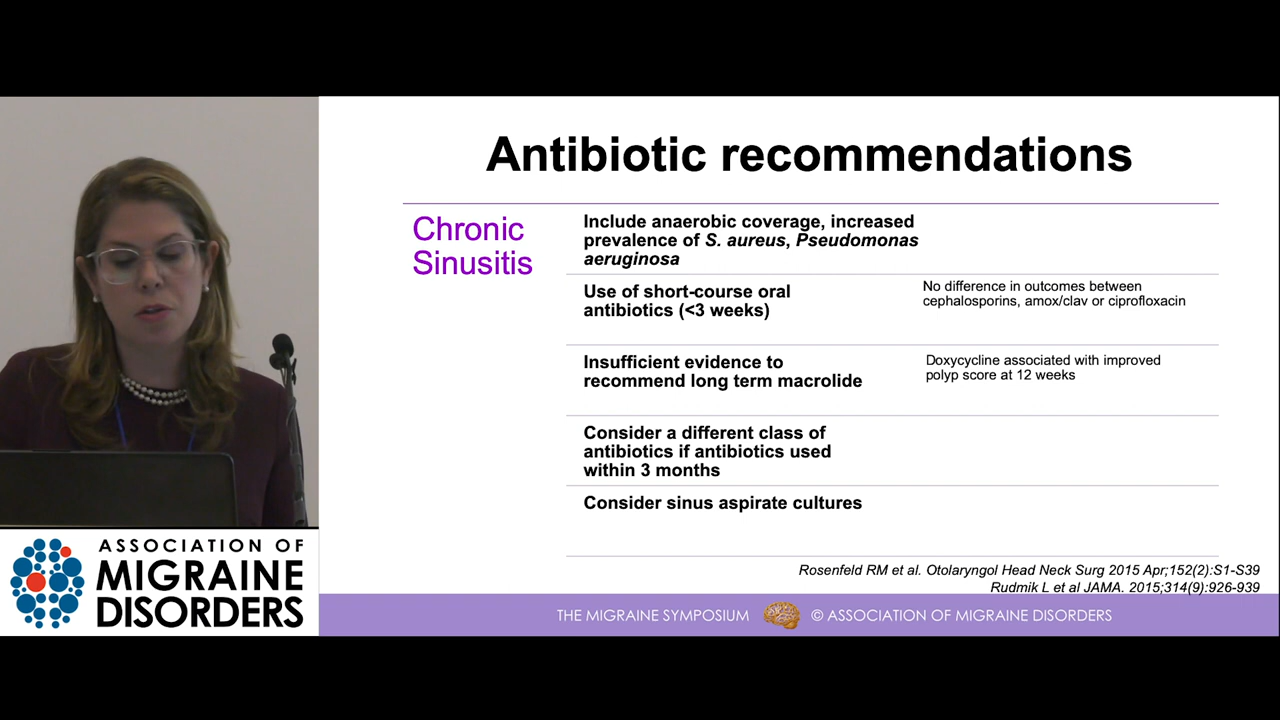 Antibiotic recommendations
Chronic
Sinusitis
Include anaerobic coverage, increased
prevalence of S. aureus, Pseudomonas
aeruginosa
Use of short-course oral
antibiotics (<3 weeks)
No difference in outcomes between
cephalosporins, amox/clav or ciprofloxacin
Insufficient evidence to
recommend long term macrolide
Doxycycline associated with improved
polyp score at 12 weeks
Consider a different class of
antibiotics if antibiotics used
within 3 months
Consider sinus aspirate cultures
Rosenfeld RM et al. Otolaryngol Head Neck Surg 2015 Apr;152(2):S1-S39
Rudmik L et al JAMA. 2015;314(9):926-939
ASSOCIATION OF
MIGRAINE
DISORDERS
THE MIGRAINE SYMPOSIUM © ASSOCIATION OF MIGRAINE DISORDERS